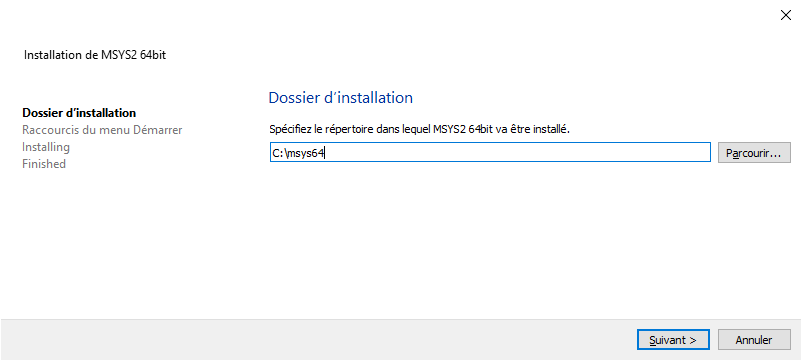 Installation de MSYS2 64bit
Dossier d’installation
Raccourcis du menu Démarrer
Installing
Finished
Dossier d’installation
Spécifiez le répertoire dans lequel MSYS2 64bit va être installé.
C:\msys64
Parcourir...
Suivant >
Annuler